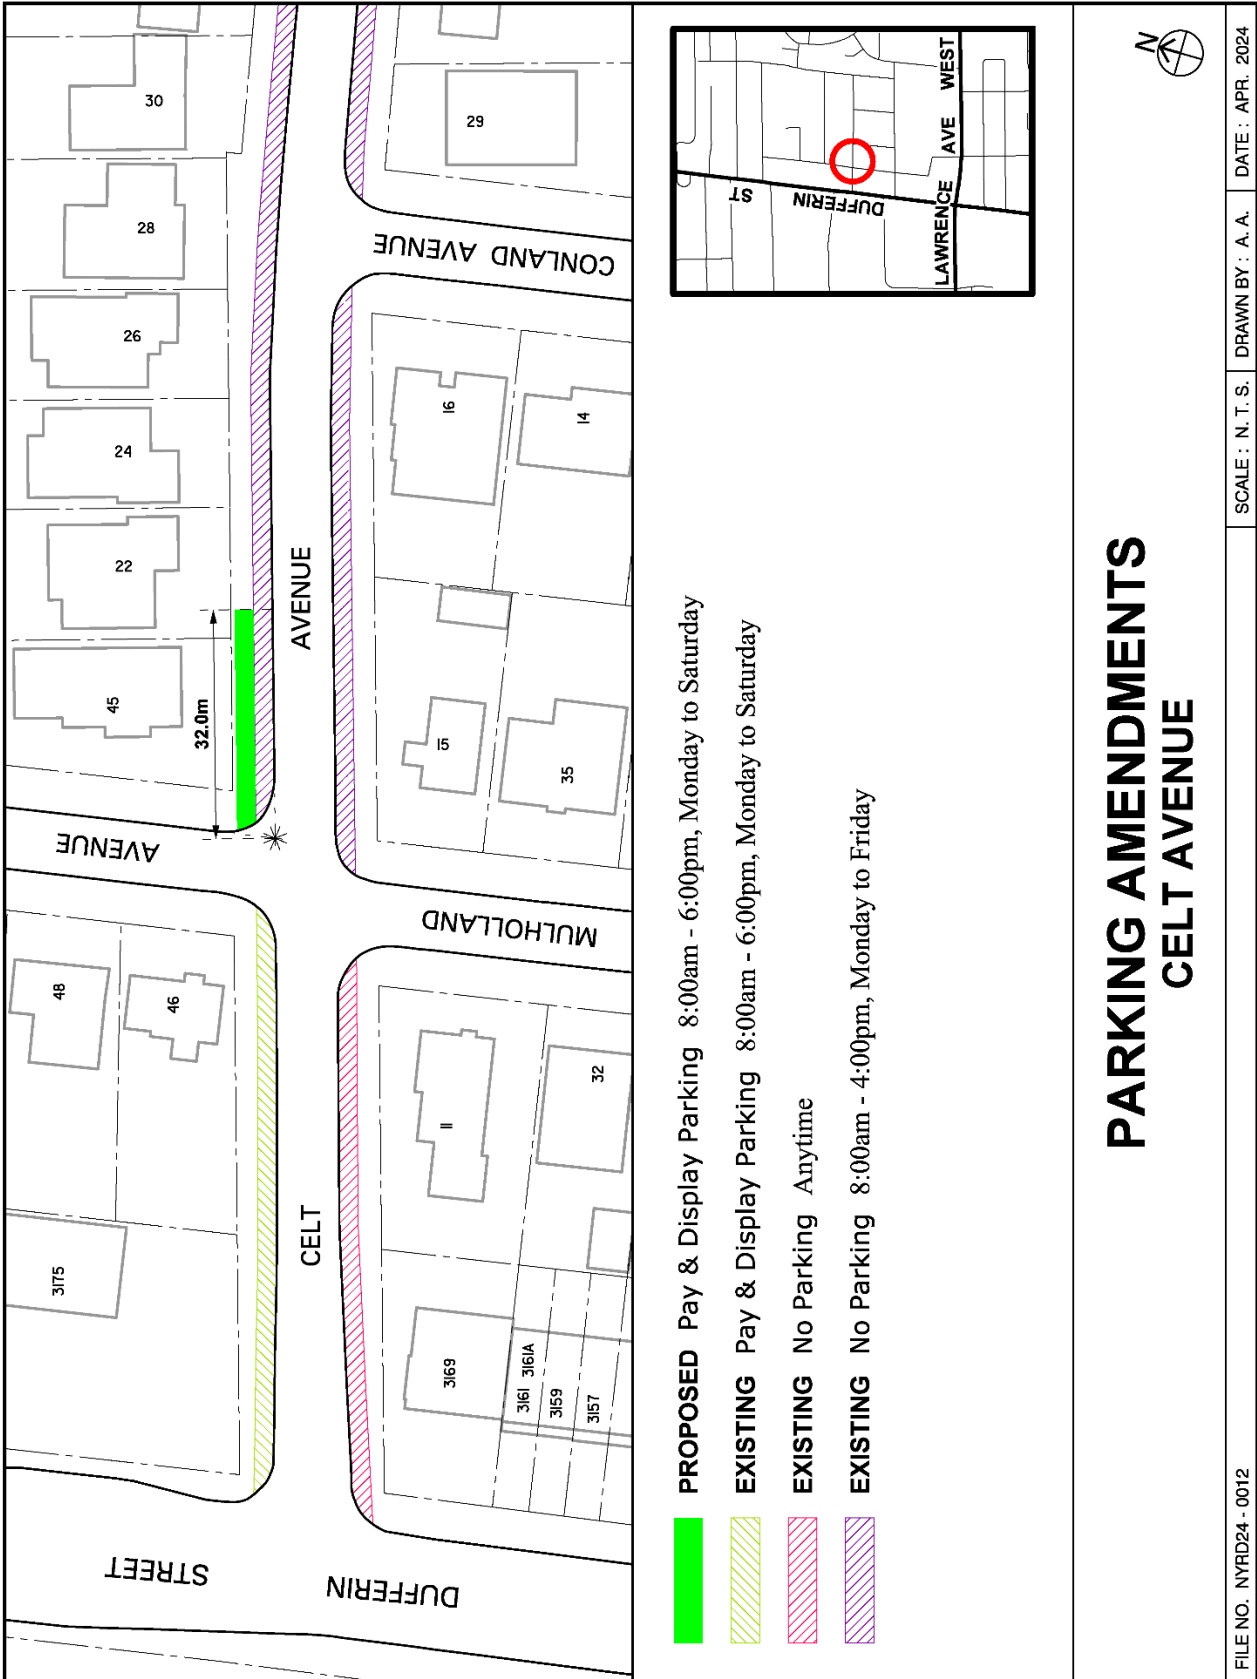 30
28
26
24
22
45
29
16
14
15
35
48
46
3175
11
32
3169
3161
3161A
3159
3157
32.0m
CELT
AVENUE
CONLAND AVENUE
MULHOLLAND
AVENUE
DUFFERIN
STREET
PROPOSED Pay & Display Parking 8:00am - 6:00pm, Monday to Saturday
EXISTING Pay & Display Parking 8:00am - 6:00pm, Monday to Saturday
EXISTING No Parking Anytime
EXISTING No Parking 8:00am - 4:00pm, Monday to Friday
DUFFERIN ST
LAWRENCE AVE WEST
PARKING AMENDMENTS
CELT AVENUE
N
FILE NO. NYRD24 - 0012
SCALE : N. T. S.
DRAWN BY : A. A.
DATE : APR. 2024